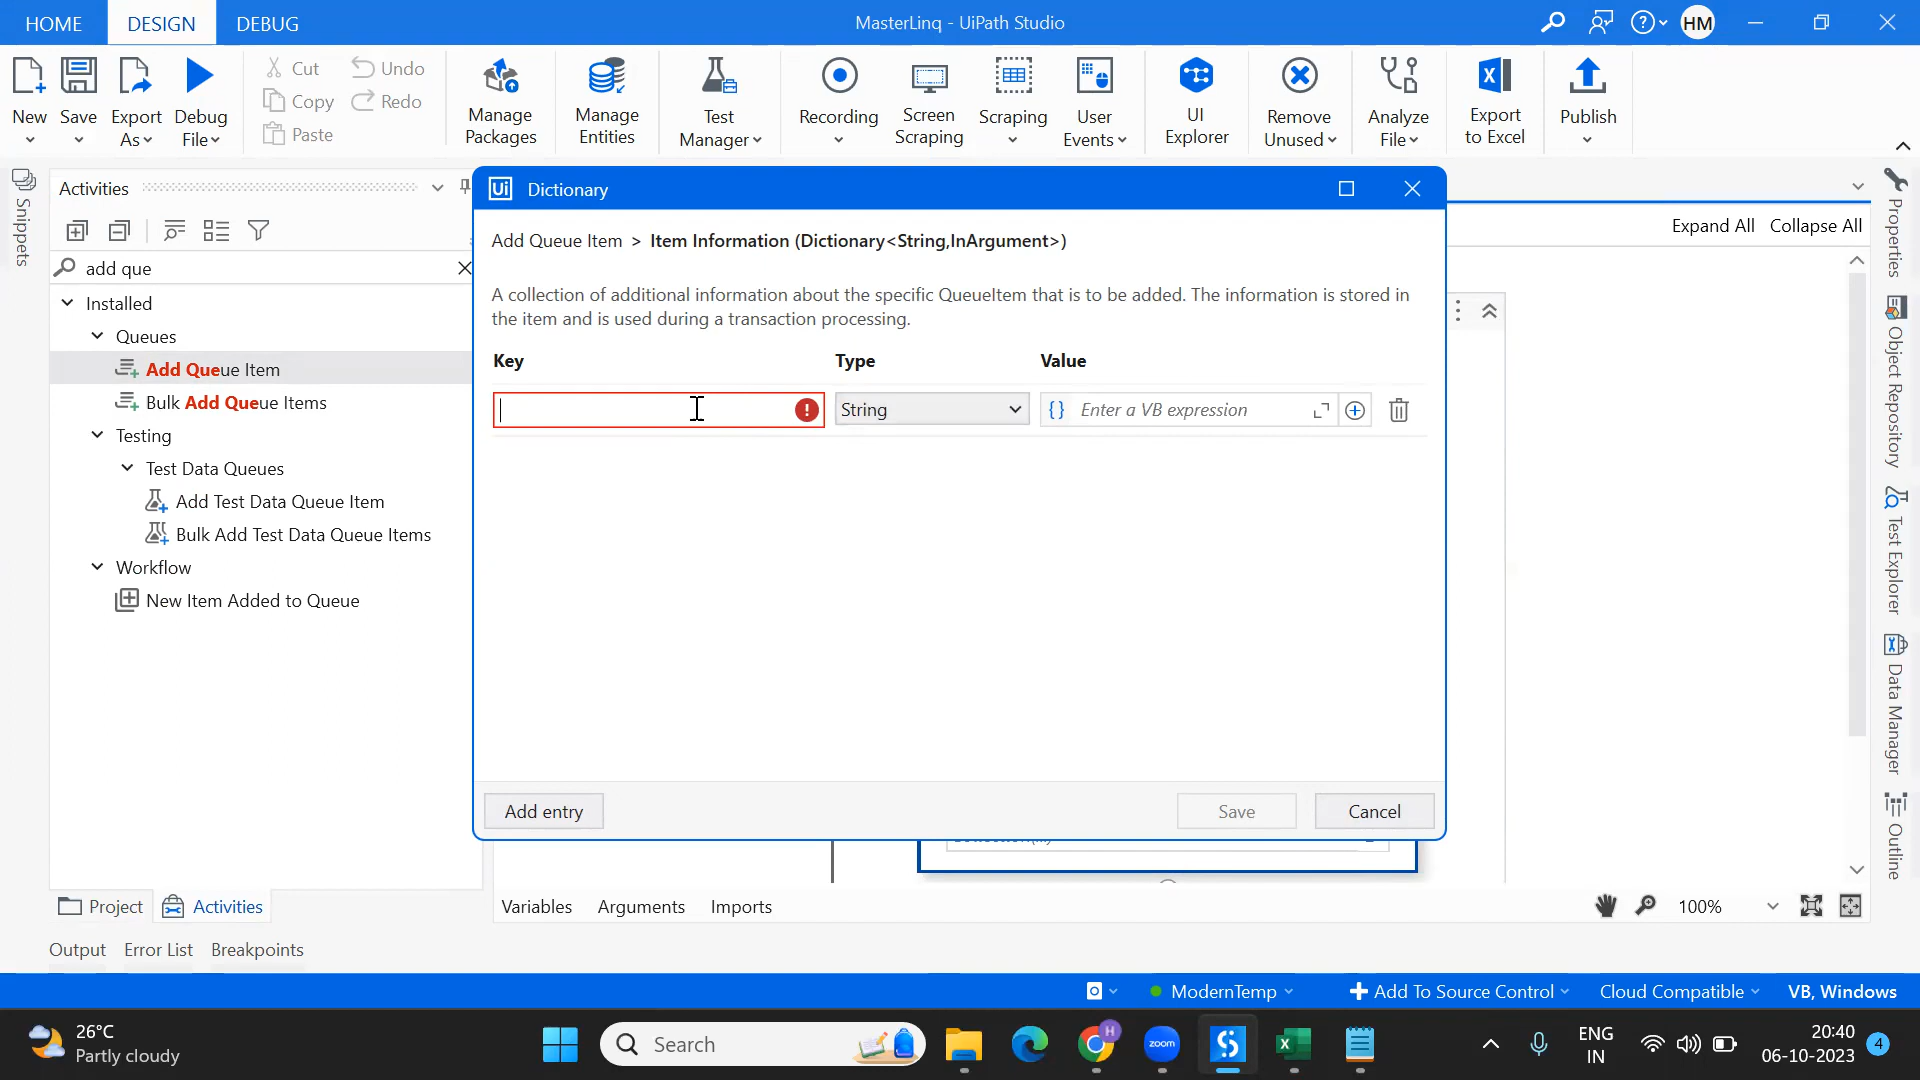 HOME DESIGN DEBUG MasterLinq - UiPath Studio HM
New Save Export As Debug File Cut Copy Paste Undo Redo Manage Packages Manage Entities Test Manager Recording Screen Scraping Scraping User Events UI Explorer Remove Unused Analyze File Export to Excel Publish
Snippets
Activities
add que
Installed
Queues
Add Queue Item
Bulk Add Queue Items
Testing
Test Data Queues
Add Test Data Queue Item
Bulk Add Test Data Queue Items
Workflow
New Item Added to Queue
Ui Dictionary
Add Queue Item > Item Information (Dictionary<String,InArgument>)
A collection of additional information about the specific QueueItem that is to be added. The information is stored in
the item and is used during a transaction processing.
Key Type Value
String {} Enter a VB expression
Add entry Save Cancel
Expand All Collapse All
Properties
Object Repository
Test Explorer
Data Manager
Outline
Project Activities
Variables Arguments Imports 100%
Output Error List Breakpoints
ModernTemp Add To Source Control Cloud Compatible VB, Windows
26°C
Partly cloudy
Search
H
zoom
ENG
IN
20:40
06-10-2023
4